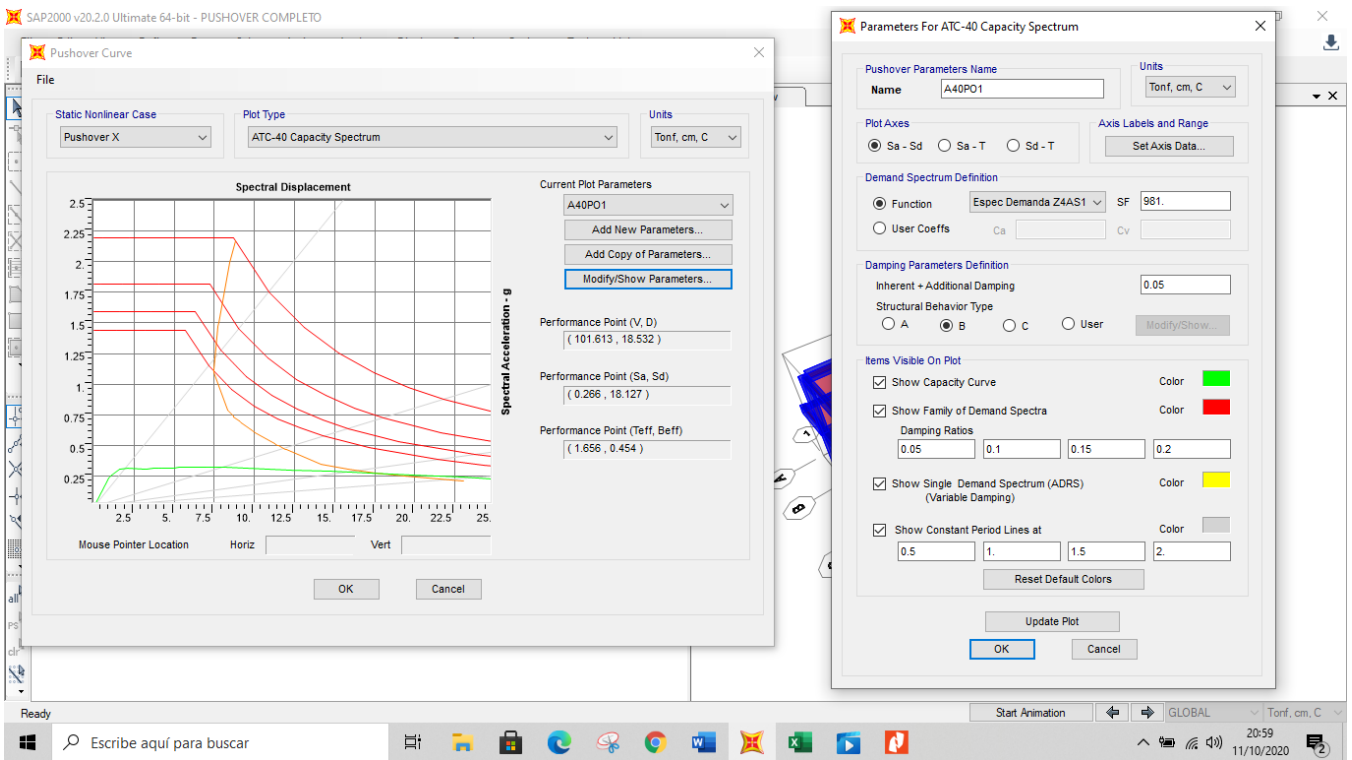 SAP2000 v20.2.0 Ultimate 64-bit - PUSHOVER COMPLETO
Pushover Curve
File
Static Nonlinear Case
Plot Type
Units
Pushover X
ATC-40 Capacity Spectrum
Tonf, cm, C
Spectral Displacement
Current Plot Parameters
A40PO1
Add New Parameters...
Add Copy of Parameters...
Modify/Show Parameters...
Performance Point (V, D)
( 101.613 , 18.532 )
Performance Point (Sa, Sd)
( 0.266 , 18.127 )
Performance Point (Teff, Beff)
( 1.656 , 0.454 )
Spectral Acceleration - g
2.5
2.25
2.
1.75
1.5
1.25
1.
0.75
0.5
0.25
2.5 5. 7.5 10. 12.5 15. 17.5 20. 22.5 25.
Mouse Pointer Location Horiz Vert
OK Cancel
Parameters For ATC-40 Capacity Spectrum
Pushover Parameters Name
Name A40PO1
Units
Tonf, cm, C
Plot Axes
Sa - Sd Sa - T Sd - T
Axis Labels and Range
Set Axis Data...
Demand Spectrum Definition
Function Espec Demanda Z4AS1 SF 981.
User Coeffs Ca Cv
Damping Parameters Definition
Inherent + Additional Damping 0.05
Structural Behavior Type
A B C User Modify/Show...
Items Visible On Plot
Show Capacity Curve Color
Show Family of Demand Spectra Color
Damping Ratios
0.05 0.1 0.15 0.2
Show Single Demand Spectrum (ADRS) Color
(Variable Damping)
Show Constant Period Lines at Color
0.5 1. 1.5 2.
Reset Default Colors
Update Plot
OK Cancel
all
PS
clr
1
A
B
Ready
Start Animation
GLOBAL
Tonf, cm, C
Escribe aquí para buscar
20:59
11/10/2020
2